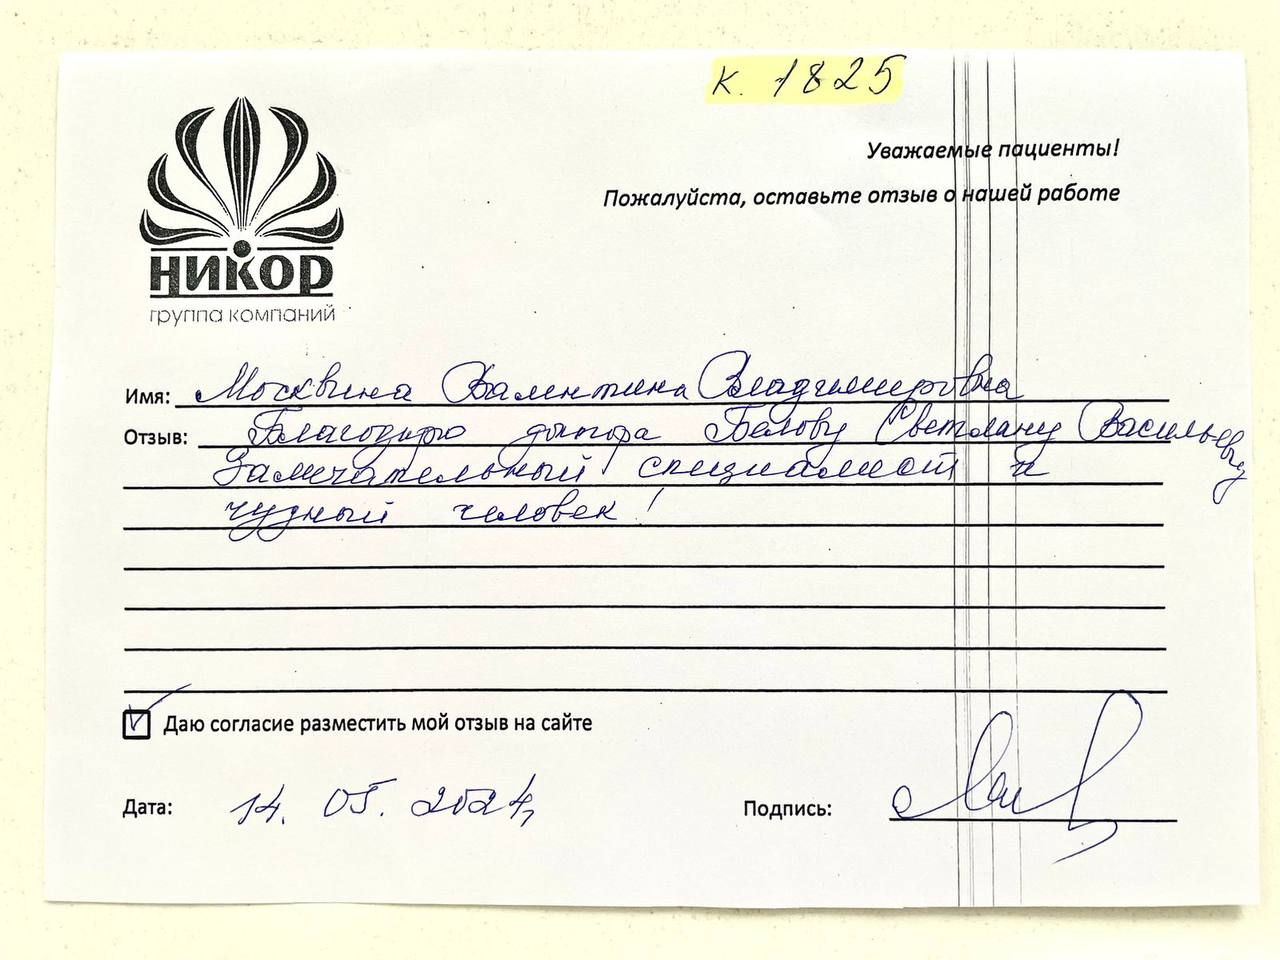 к. 1825
Уважаемые пациенты!
Пожалуйста, оставьте отзыв о нашей работе
НИКОР
группа компаний
Имя: Москвина Валентина Владимировна
Отзыв: Благодарю доктора Белову Светлану Васильевну
Замечательный специалист и
чудный человек!
Даю согласие разместить мой отзыв на сайте
Дата: 14. 05. 2024
Подпись: